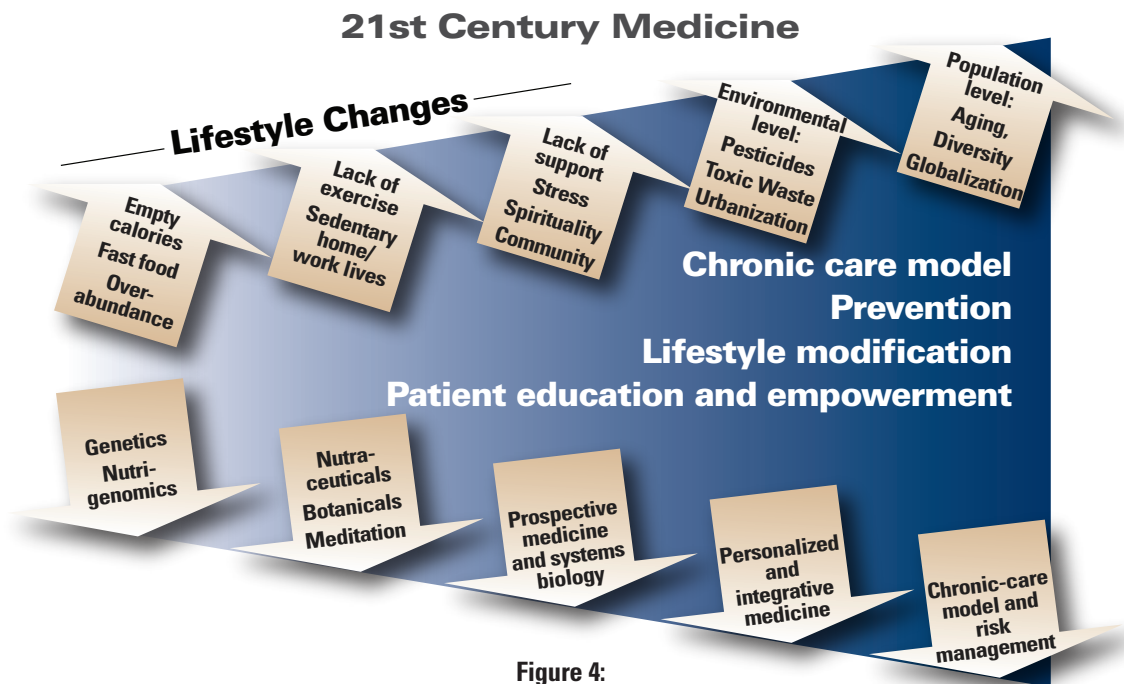 21st Century Medicine
Lifestyle Changes
Empty
calories
Fast food
Over-
abundance
Lack of
exercise
Sedentary
home/
work lives
Lack of
support
Stress
Spirituality
Community
Environmental
level:
Pesticides
Toxic Waste
Urbanization
Population
level:
Aging,
Diversity
Globalization
Chronic care model
Prevention
Lifestyle modification
Patient education and empowerment
Genetics
Nutri-
genomics
Nutra-
ceuticals
Botanicals
Meditation
Prospective
medicine
and systems
biology
Personalized
and
integrative
medicine
Chronic-care
model and
risk
management
Figure 4: